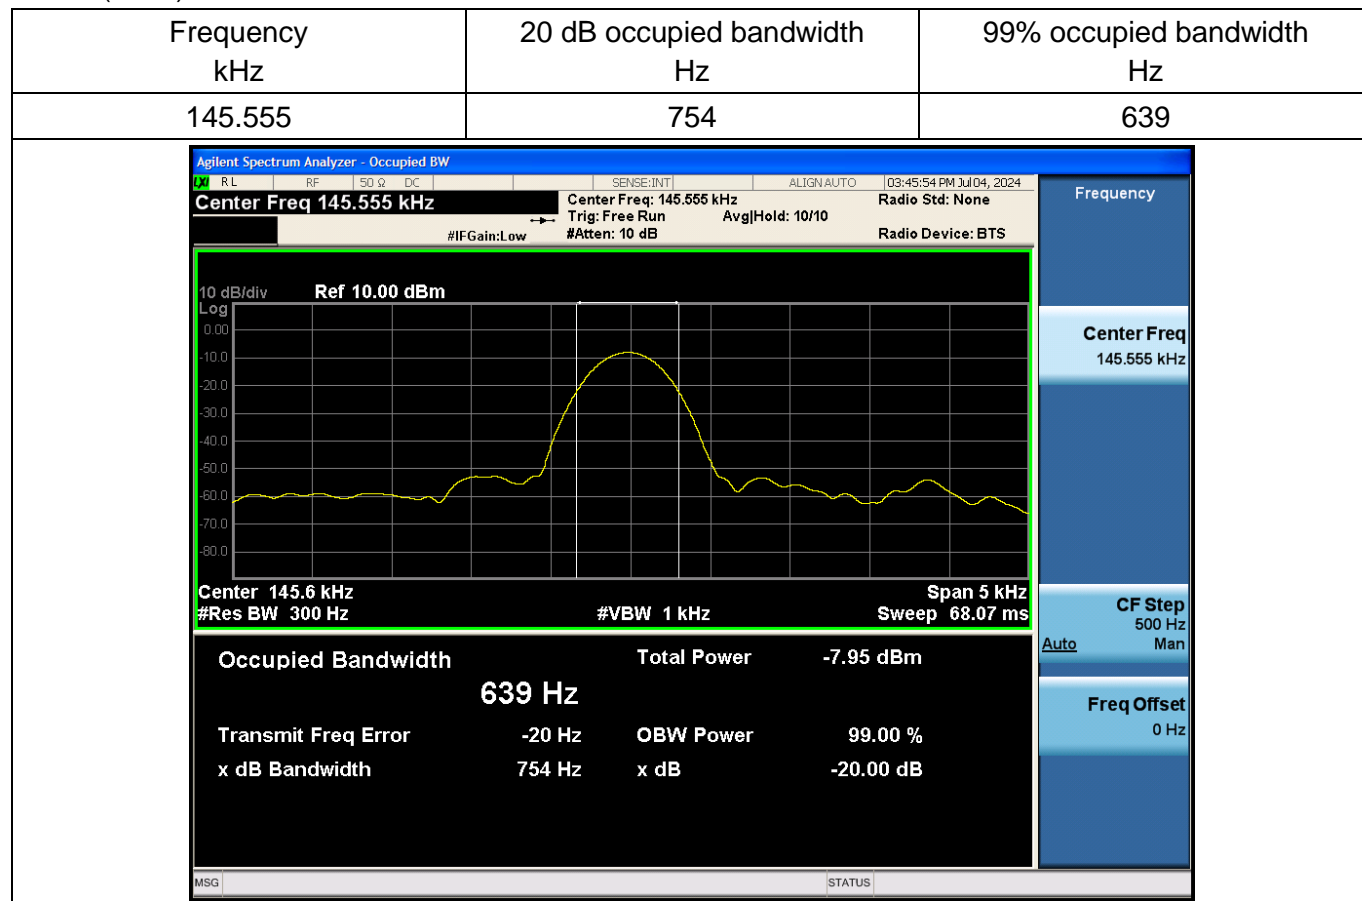 Frequency 20 dB occupied bandwidth 99% occupied bandwidth
kHz Hz Hz
145.555 754 639
Agilent Spectrum Analyzer - Occupied BW
LXI RL RF 50 Ω DC SENSE:INT ALIGN AUTO 03:45:54 PM Jul 04, 2024
Center Freq 145.555 kHz Center Freq: 145.555 kHz Radio Std: None Frequency
Trig: Free Run Avg|Hold: 10/10
#IFGain:Low #Atten: 10 dB Radio Device: BTS
10 dB/div Ref 10.00 dBm
Log
0.00
-10.0
-20.0
-30.0
-40.0
-50.0
-60.0
-70.0
-80.0
Center Freq
145.555 kHz
Center 145.6 kHz Span 5 kHz
#Res BW 300 Hz #VBW 1 kHz Sweep 68.07 ms
CF Step
500 Hz
Auto Man
Occupied Bandwidth Total Power -7.95 dBm
639 Hz
Transmit Freq Error -20 Hz OBW Power 99.00 %
x dB Bandwidth 754 Hz x dB -20.00 dB
Freq Offset
0 Hz
MSG STATUS